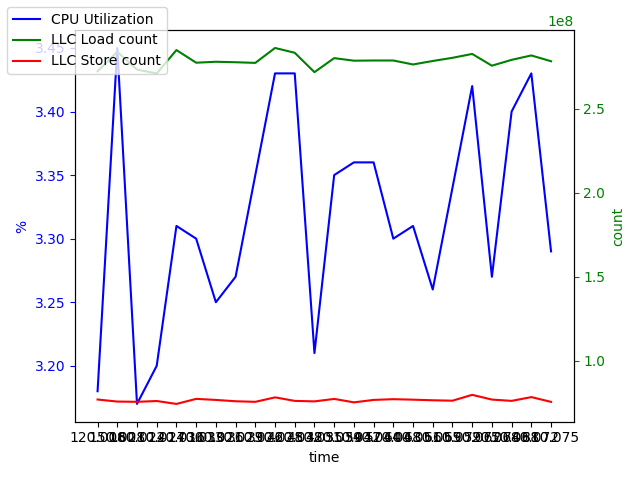 CPU Utilization
LLC Load count
LLC Store count
1e8
3.45
3.40
3.35
3.30
3.25
3.20
%
2.5
2.0
1.5
1.0
count
time